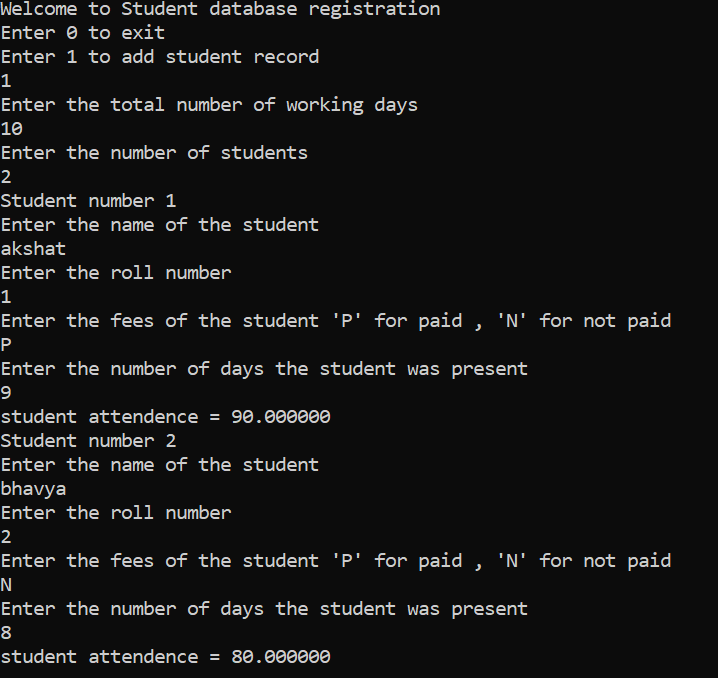 Welcome to Student database registration
Enter 0 to exit
Enter 1 to add student record
1
Enter the total number of working days
10
Enter the number of students
2
Student number 1
Enter the name of the student
akshat
Enter the roll number
1
Enter the fees of the student 'P' for paid , 'N' for not paid
P
Enter the number of days the student was present
9
student attendence = 90.000000
Student number 2
Enter the name of the student
bhavya
Enter the roll number
2
Enter the fees of the student 'P' for paid , 'N' for not paid
N
Enter the number of days the student was present
8
student attendence = 80.000000